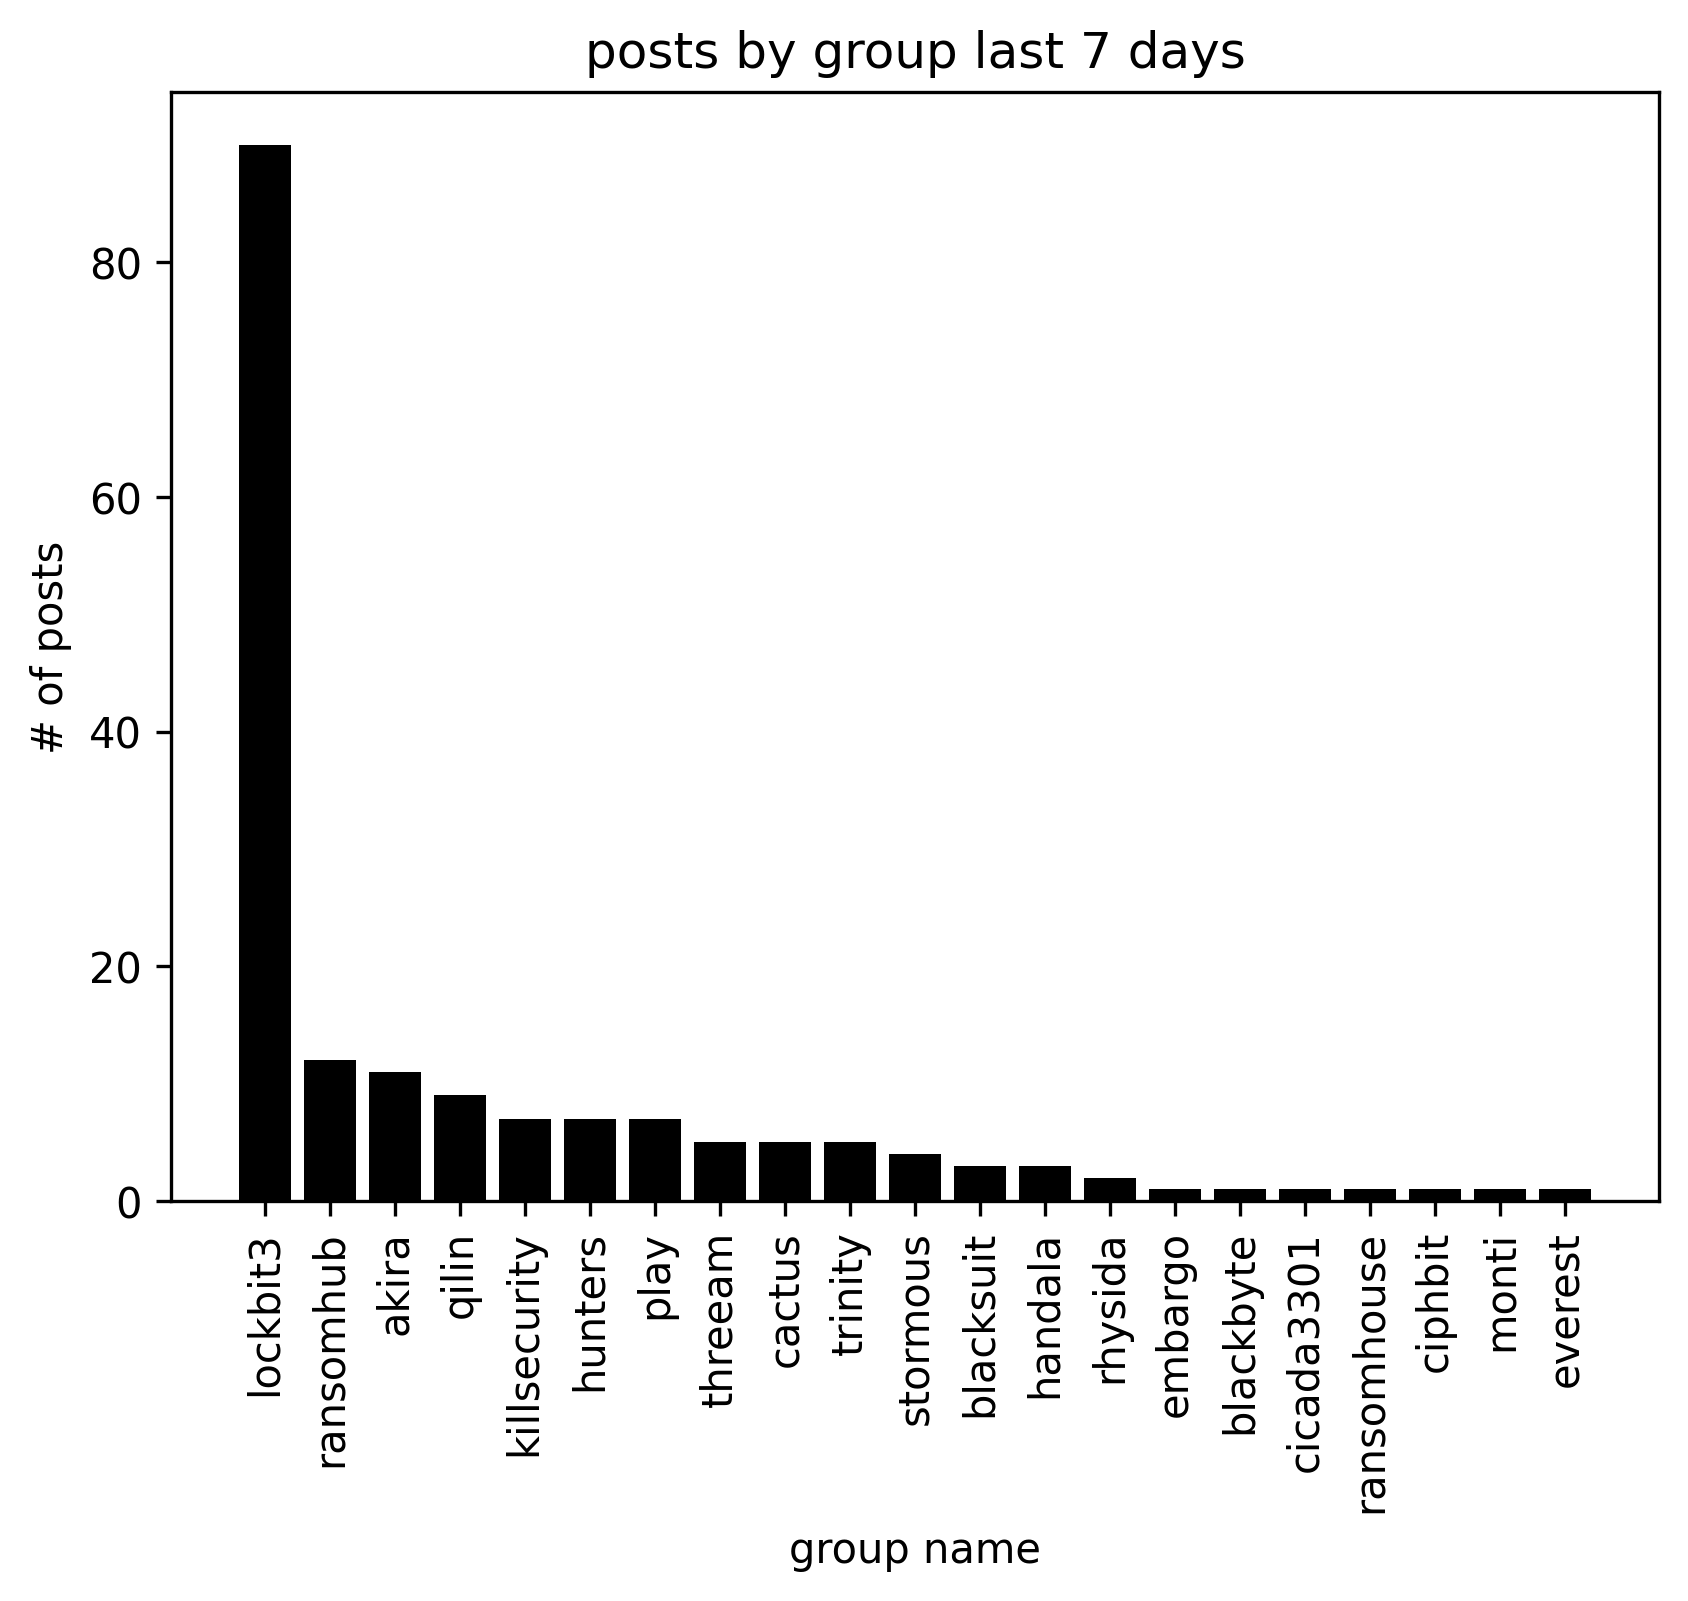 posts by group last 7 days
# of posts
80
60
40
20
0
lockbit3
ransomhub
akira
qilin
killsecurity
hunters
play
threeam
cactus
trinity
stormous
blacksuit
handala
rhysida
embargo
blackbyte
cicada3301
ransomhouse
ciphbit
monti
everest
group name